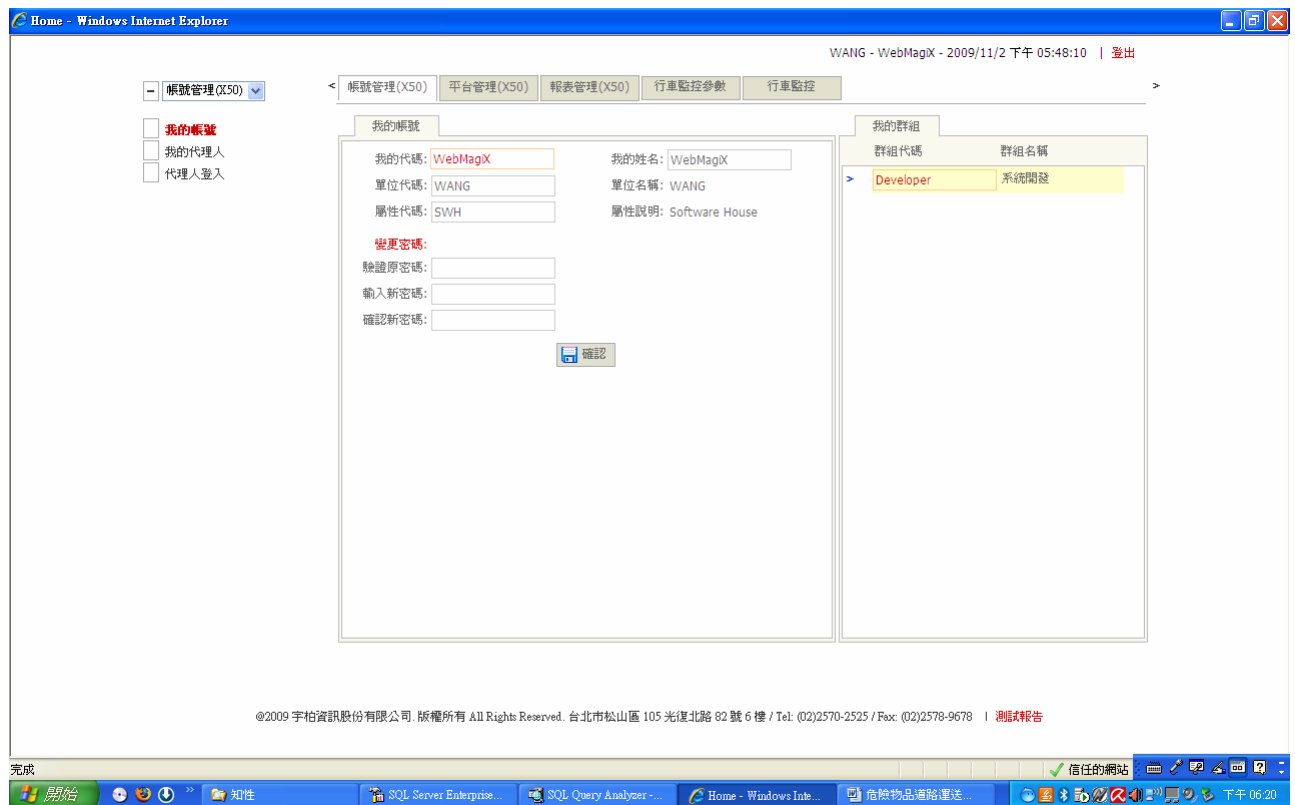 Home - Windows Internet Explorer
WANG - WebMagiX - 2009/11/2 下午 05:48:10 | 登出
帳號管理(X50)
< 帳號管理(X50) 平台管理(X50) 報表管理(X50) 行車監控參數 行車監控 >
我的帳號
我的代理人
代理人登入
我的帳號
我的代碼: WebMagiX 我的姓名: WebMagiX
單位代碼: WANG 單位名稱: WANG
屬性代碼: SWH 屬性說明: Software House
變更密碼:
驗證原密碼:
輸入新密碼:
確認新密碼:
確認
我的群組
群組代碼 群組名稱
> Developer 系統開發
@2009 宇柏資訊股份有限公司. 版權所有 All Rights Reserved. 台北市松山區 105 光復北路 82 號 6 樓 / Tel: (02)2570-2525 / Fax: (02)2578-9678 | 測試報告
完成 信任的網站
開始 知性 SQL Server Enterprise... SQL Query Analyzer -... Home - Windows Inte... 危險物品道路運送... 下午 06:20